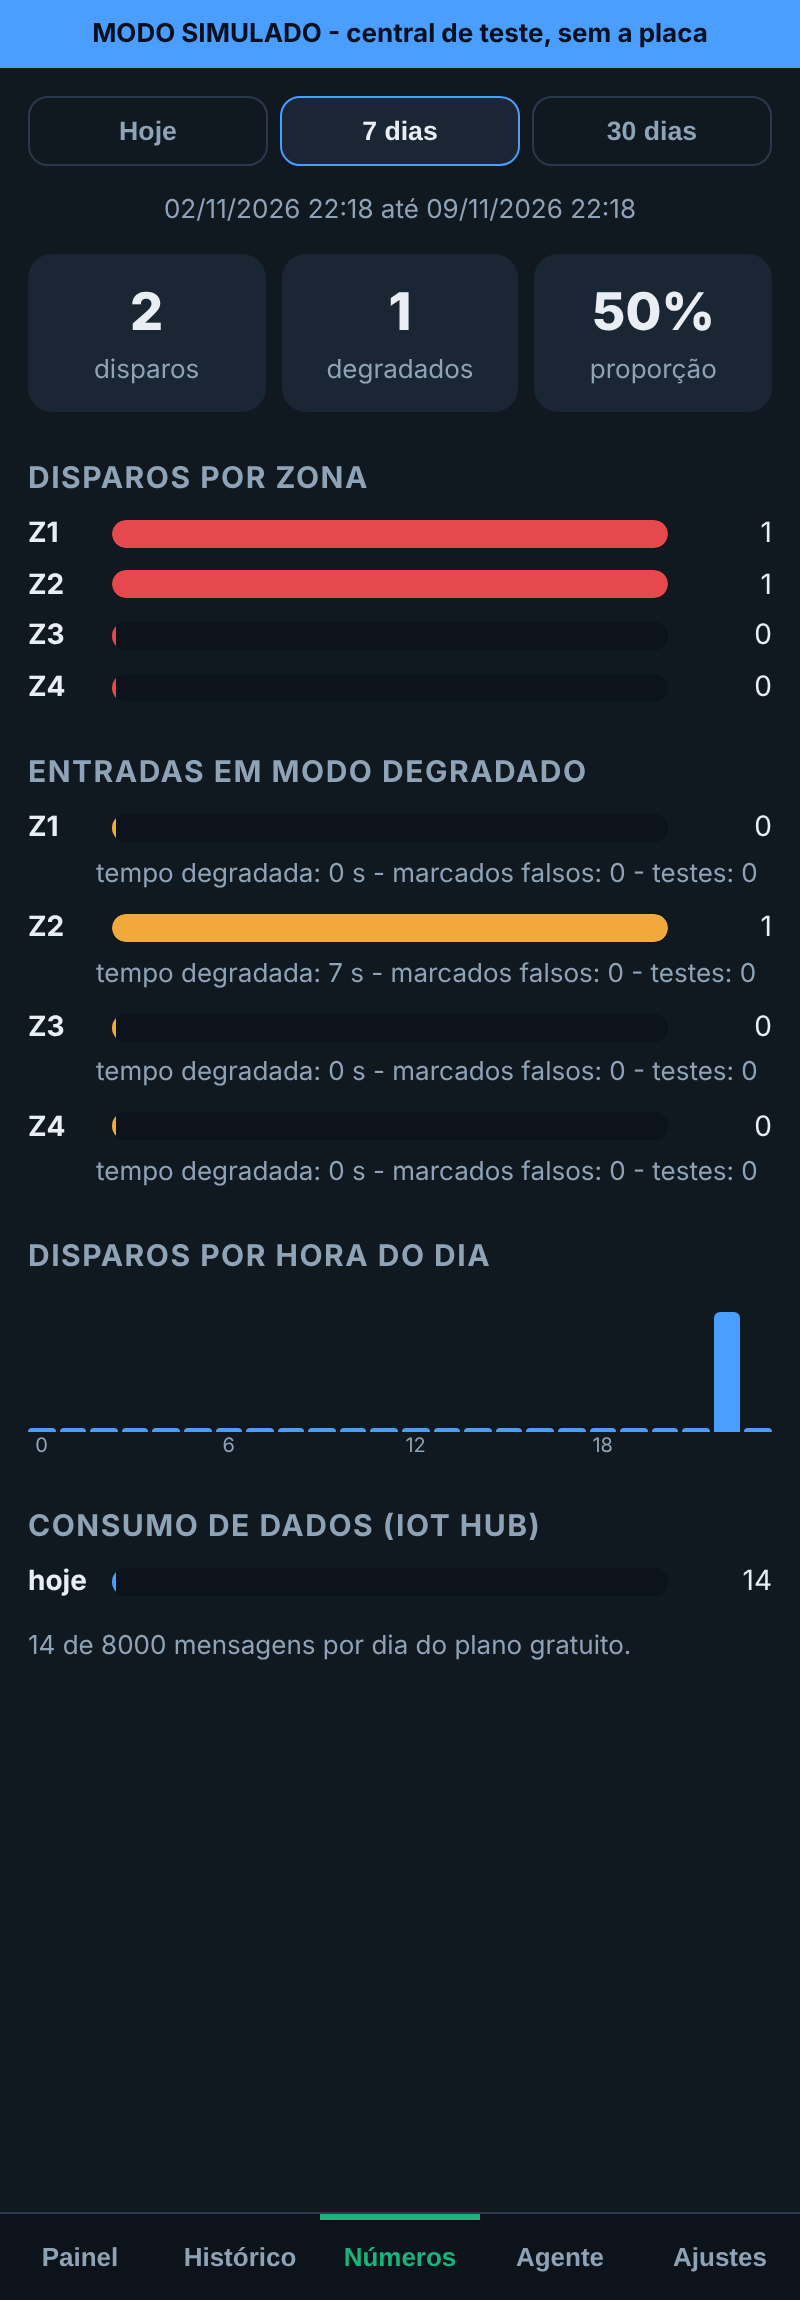 MODO SIMULADO - central de teste, sem a placa
Hoje 7 dias 30 dias
02/11/2026 22:18 até 09/11/2026 22:18
2 1 50%
disparos degradados proporção
DISPAROS POR ZONA
Z1 1
Z2 1
Z3 0
Z4 0
ENTRADAS EM MODO DEGRADADO
Z1 0
tempo degradada: 0 s - marcados falsos: 0 - testes: 0
Z2 1
tempo degradada: 7 s - marcados falsos: 0 - testes: 0
Z3 0
tempo degradada: 0 s - marcados falsos: 0 - testes: 0
Z4 0
tempo degradada: 0 s - marcados falsos: 0 - testes: 0
DISPAROS POR HORA DO DIA
0 6 12 18
CONSUMO DE DADOS (IOT HUB)
hoje 14
14 de 8000 mensagens por dia do plano gratuito.
Painel Histórico Números Agente Ajustes